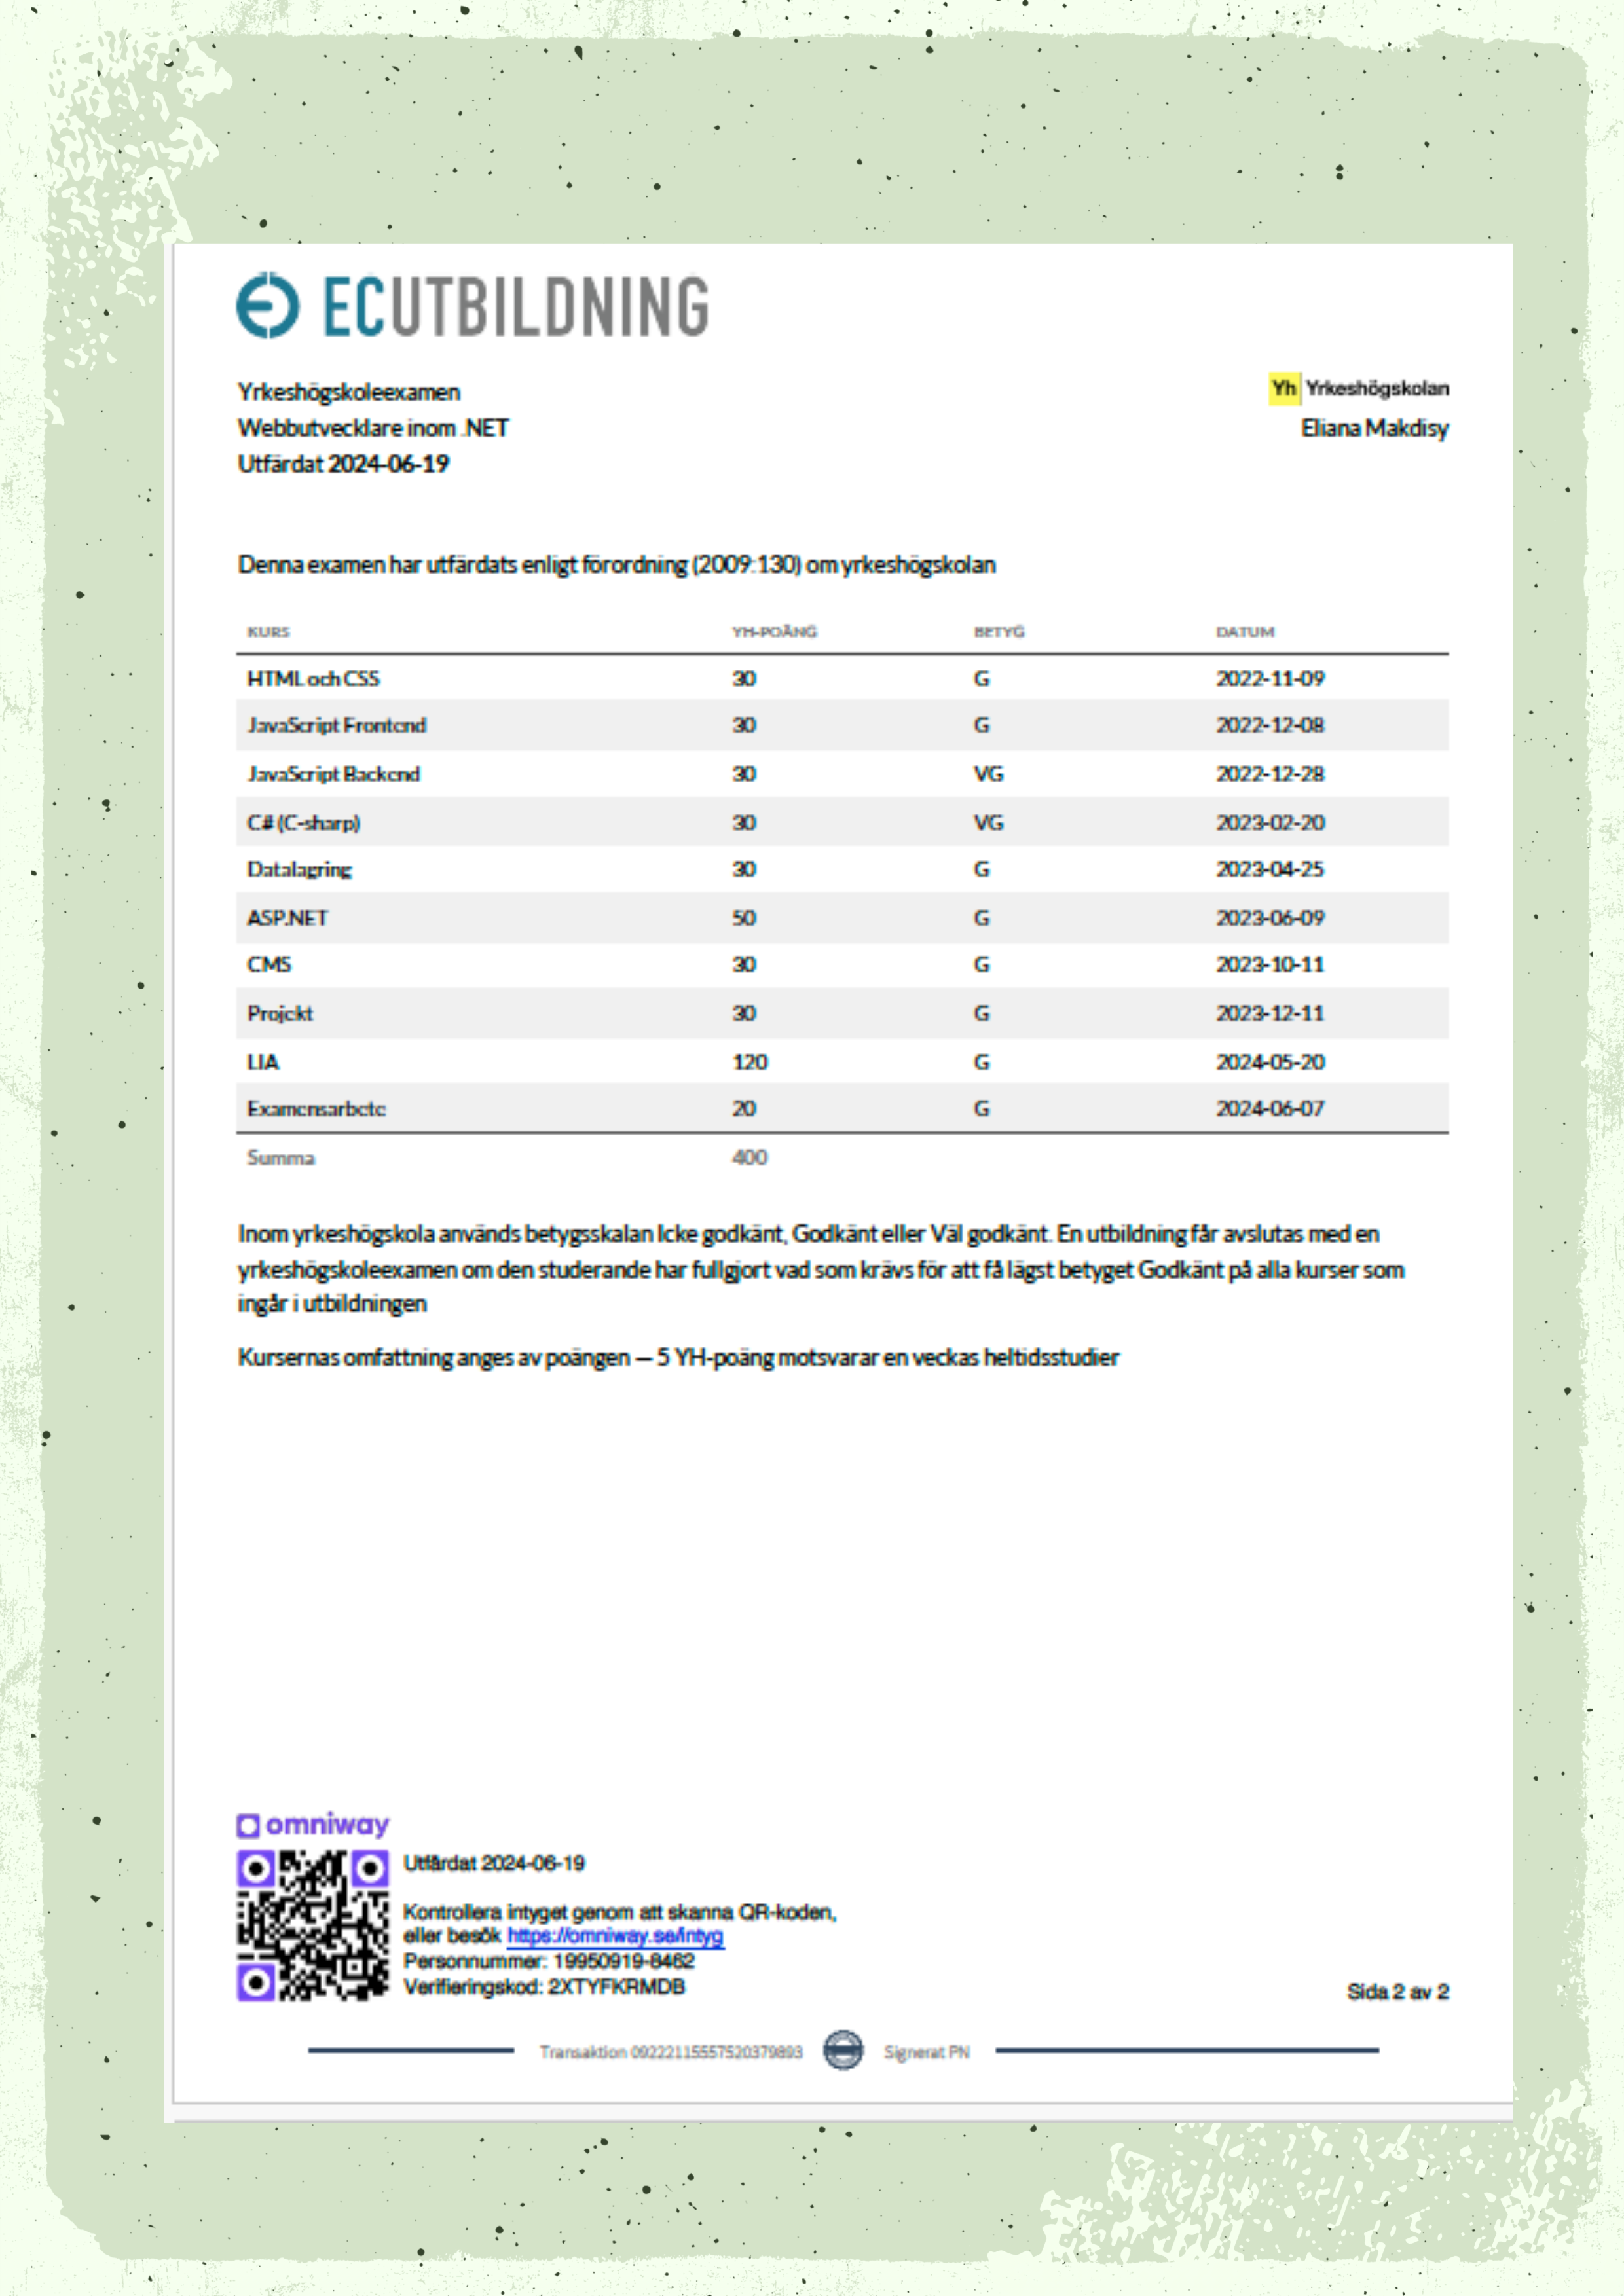 ECUTBILDNING
Yrkeshögskoleexamen
Webbutvecklare inom .NET
Utfärdat 2024-06-19
Yh Yrkeshögskolan
Eliana Makdisy
Denna examen har utfärdats enligt förordning (2009:130) om yrkeshögskolan
KURS YH-POÄNG BETYG DATUM
HTML och CSS 30 G 2022-11-09
JavaScript Frontend 30 G 2022-12-08
JavaScript Backend 30 VG 2022-12-28
C# (C-sharp) 30 VG 2023-02-20
Datalagring 30 G 2023-04-25
ASP.NET 50 G 2023-06-09
CMS 30 G 2023-10-11
Projekt 30 G 2023-12-11
LIA 120 G 2024-05-20
Examensarbete 20 G 2024-06-07
Summa 400
Inom yrkeshögskola används betygsskalan Icke godkänt, Godkänt eller Väl godkänt. En utbildning får avslutas med en
yrkeshögskoleexamen om den studerande har fullgjort vad som krävs för att få lägst betyget Godkänt på alla kurser som
ingår i utbildningen
Kursernas omfattning anges av poängen — 5 YH-poäng motsvarar en veckas heltidsstudier
omniway
Utfärdat 2024-06-19
Kontrollera intyget genom att skanna QR-koden,
eller besök https://omniway.se/intyg
Personnummer: 19950919-8462
Verifieringskod: 2XTYFKRMDB
Sida 2 av 2
Transaktion 09222115557520379893 Signerat PN